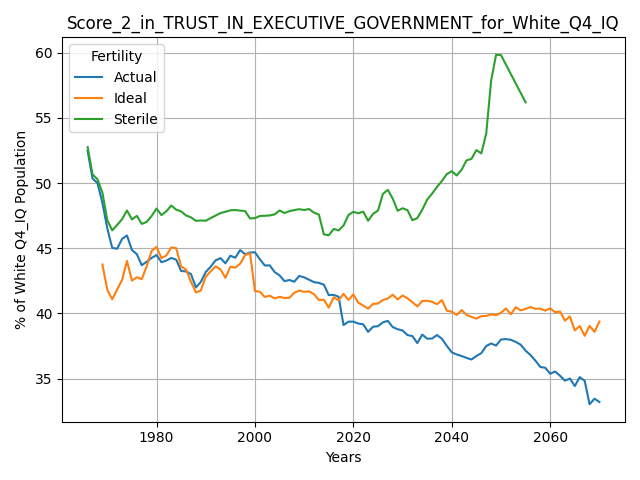 Score_2_in_TRUST_IN_EXECUTIVE_GOVERNMENT_for_White_Q4_IQ
Fertility
Actual
Ideal
Sterile
% of White Q4_IQ Population
60
55
50
45
40
35
1980
2000
2020
2040
2060
Years